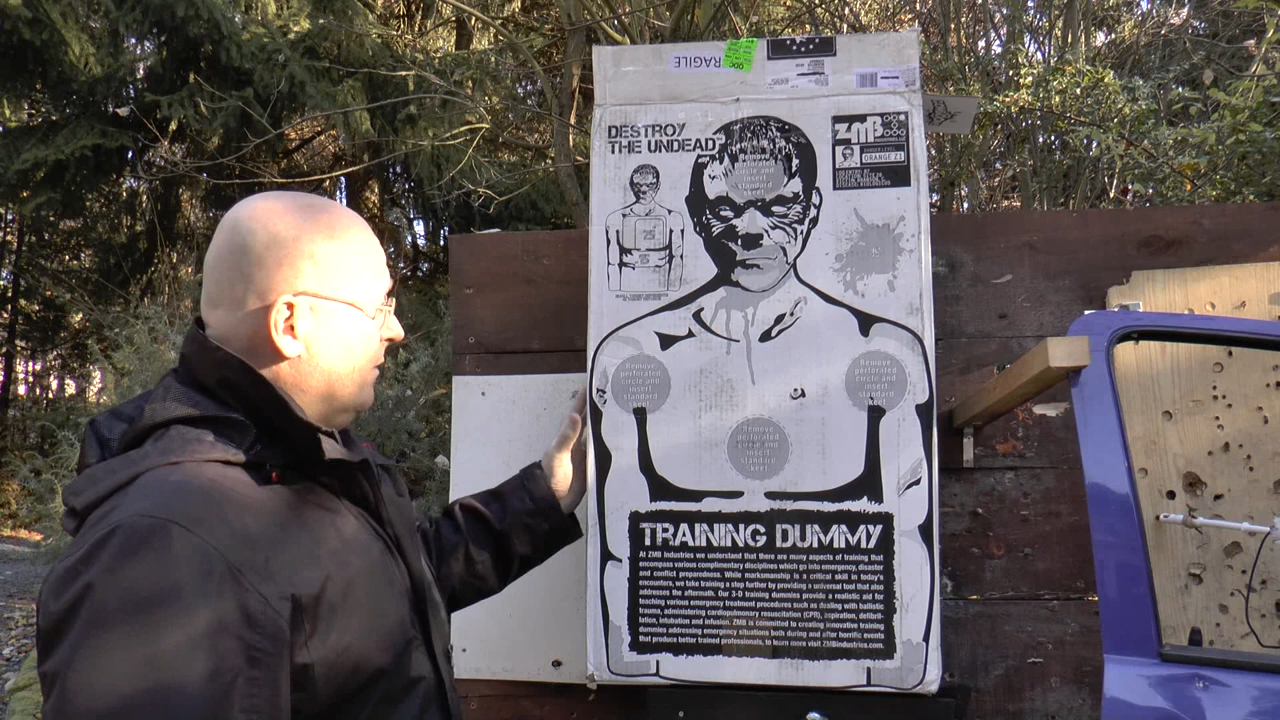 FRAGILE
DESTROY
THE UNDEAD?
ZMB
INDUSTRIES LLC
DANGER LEVEL
ORANGE Z1
Remove
perforated
circle and
insert
standard
skeet.
25
15
Remove
perforated
circle and
insert
standard
skeet.
Remove
perforated
circle and
insert
standard
skeet.
Remove
perforated
circle and
insert
standard
skeet.
TRAINING DUMMY
At ZMB Industries we understand that there are many aspects of training that
encompass various complimentary disciplines which go into emergency, disaster
and conflict preparedness. While marksmanship is a critical skill in today's
encounters, we take training a step further by providing a universal tool that also
addresses the aftermath. Our 3-D training dummies provide a realistic aid for
teaching various emergency treatment procedures such as dealing with ballistic
trauma, administering cardiopulmonary resuscitation (CPR), aspiration, defibril-
lation, intubation and infusion. ZMB is committed to creating innovative training
dummies addressing emergency situations both during and after horrific events
that produce better trained professionals, to learn more visit ZMBindustries.com.